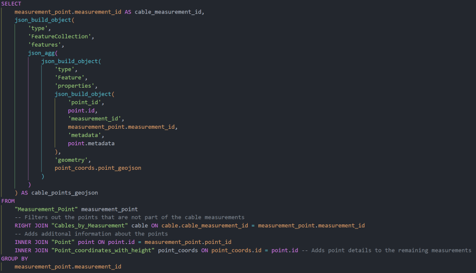 SELECT
measurement_point.measurement_id AS cable_measurement_id,
json_build_object(
'type',
'FeatureCollection',
'features',
json_agg(
json_build_object(
'type',
'Feature',
'properties',
json_build_object(
'point_id',
point.id,
'measurement_id',
measurement_point.measurement_id,
'metadata',
point.metadata
),
'geometry',
point_coords.point_geojson
)
)
) AS cable_points_geojson
FROM
"Measurement_Point" measurement_point
-- Filters out the points that are not part of the cable measurements
RIGHT JOIN "Cables_by_Measurement" cable ON cable.cable_measurement_id = measurement_point.measurement_id
-- Adds additonal information about the points
INNER JOIN "Point" point ON point.id = measurement_point.point_id
INNER JOIN "Point_coordinates_with_height" point_coords ON point_coords.id = point.id -- Adds point details to the remaining measurements
GROUP BY
measurement_point.measurement_id